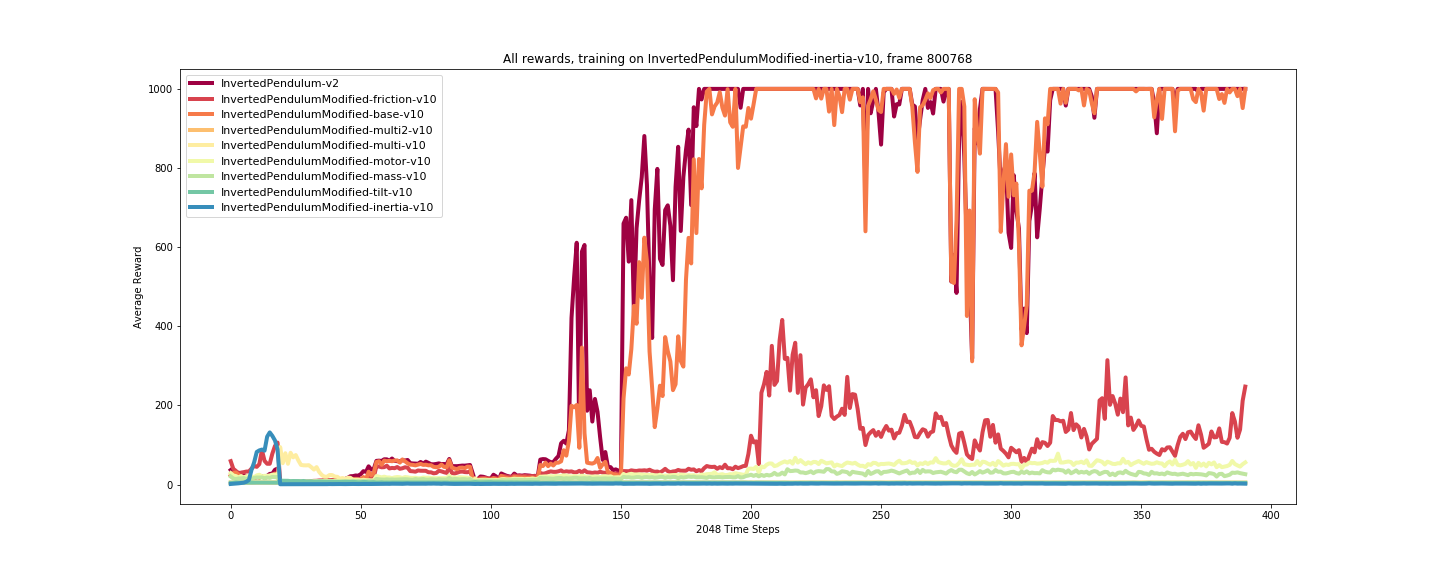 All rewards, training on InvertedPendulumModified-inertia-v10, frame 800768
1000
800
600
400
200
0
Average Reward
InvertedPendulum-v2
InvertedPendulumModified-friction-v10
InvertedPendulumModified-base-v10
InvertedPendulumModified-multi2-v10
InvertedPendulumModified-multi-v10
InvertedPendulumModified-motor-v10
InvertedPendulumModified-mass-v10
InvertedPendulumModified-tilt-v10
InvertedPendulumModified-inertia-v10
0 50 100 150 200 250 300 350 400
2048 Time Steps